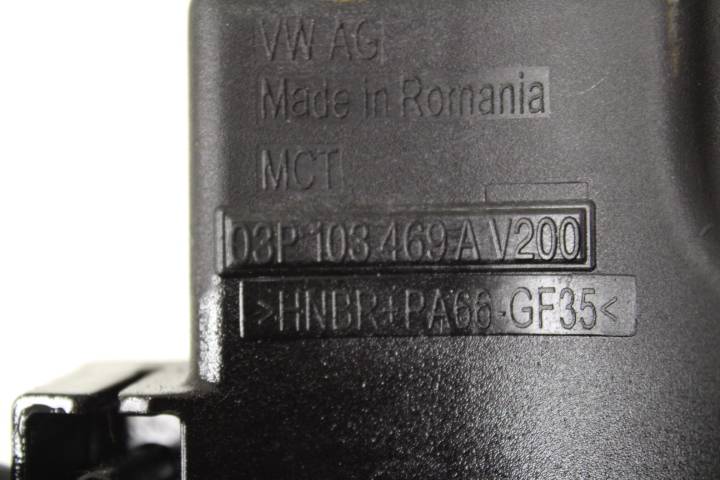 VW AG
Made in Romania
MCT
03P 103 469 A V200
>HNBR+PA66-GF35<